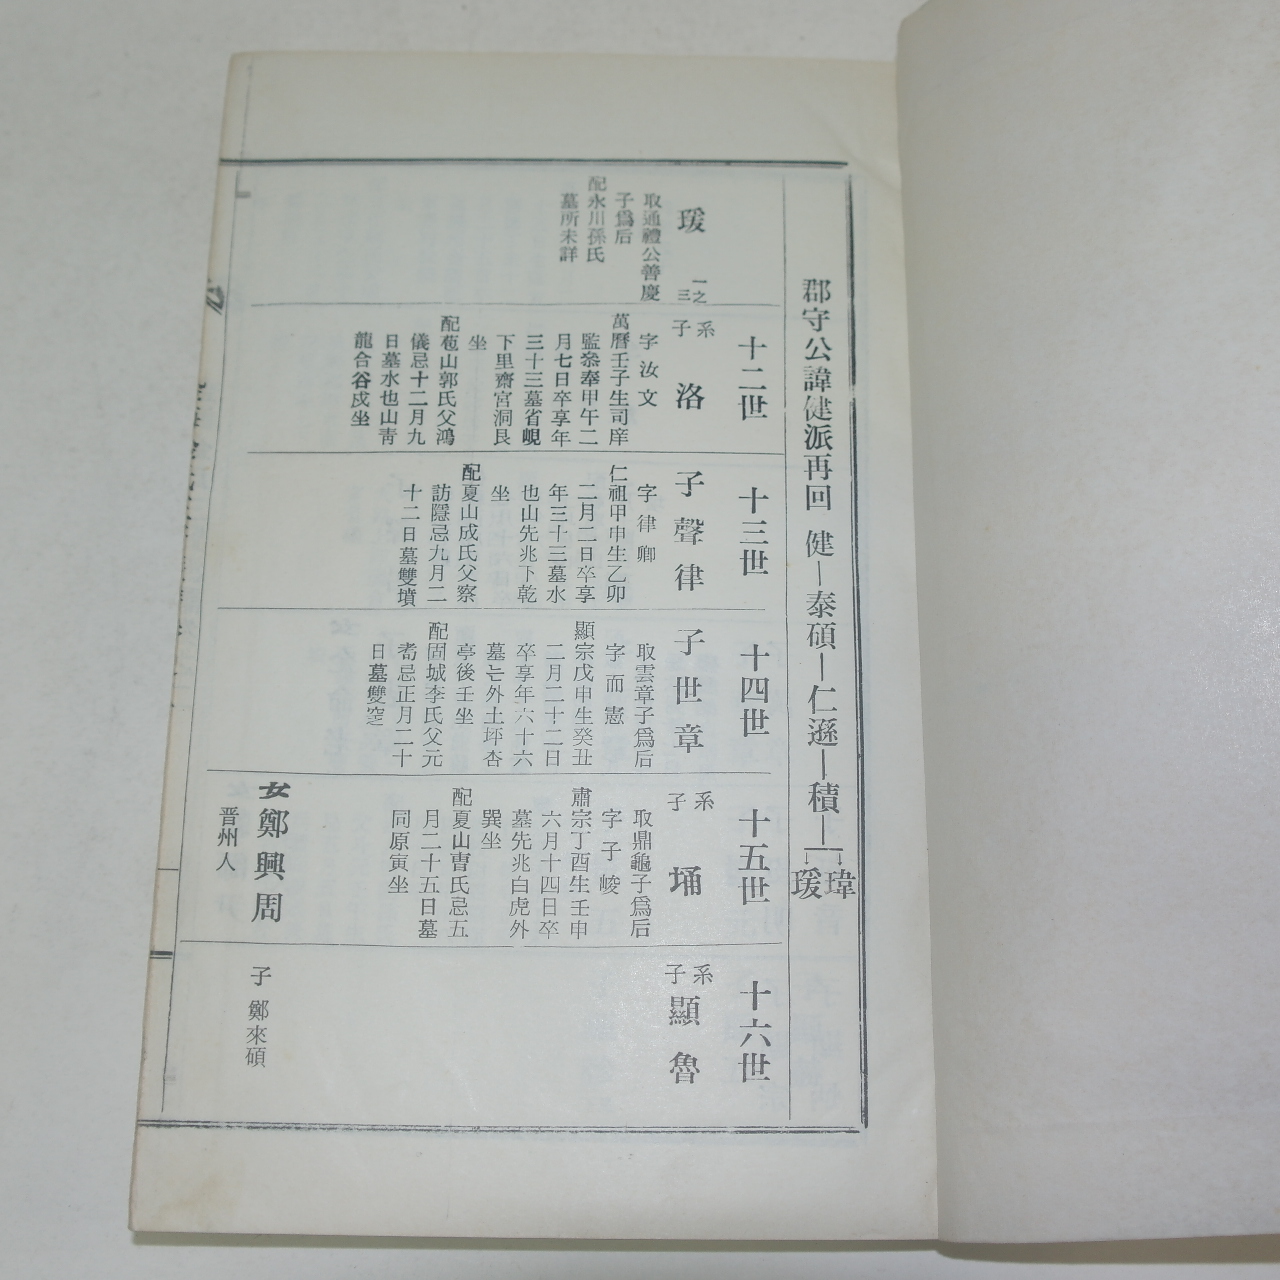 郡守公諱健派再回 健ー泰碩ー仁遜ー積ー瑋
瑗
瑗 一之三
取通禮公善慶
子爲后
配永川孫氏
墓所未詳
十二世
系子 洛
字汝文
萬曆壬子生司宰
監叅奉甲午二
月七日卒享年
三十三墓省峴
下里齋宮洞艮
坐
配苞山郭氏父鴻
儀忌十二月九
日墓水也山靑
龍合谷戌坐
十三世
子聲律
字律卿
仁祖甲申生乙卯
二月二日卒享
年三十三墓水
也山先兆下乾
坐
配夏山成氏父察
訪隱忌九月二
十二日墓雙墳
十四世
子世章
取雲章子爲后
字而憲
顯宗戊申生癸丑
二月二十二日
卒享年六十六
墓는外土坪杏
亭後壬坐
配固城李氏父元
耈忌正月二十
日墓雙窆
十五世
系子 埇
取鼎龜子爲后
字子峻
肅宗丁酉生壬申
六月十四日卒
墓先兆白虎外
巽坐
配夏山曺氏忌五
月二十五日墓
同原寅坐
女鄭興周
晋州人
十六世
系子 顯魯
子 鄭來碩